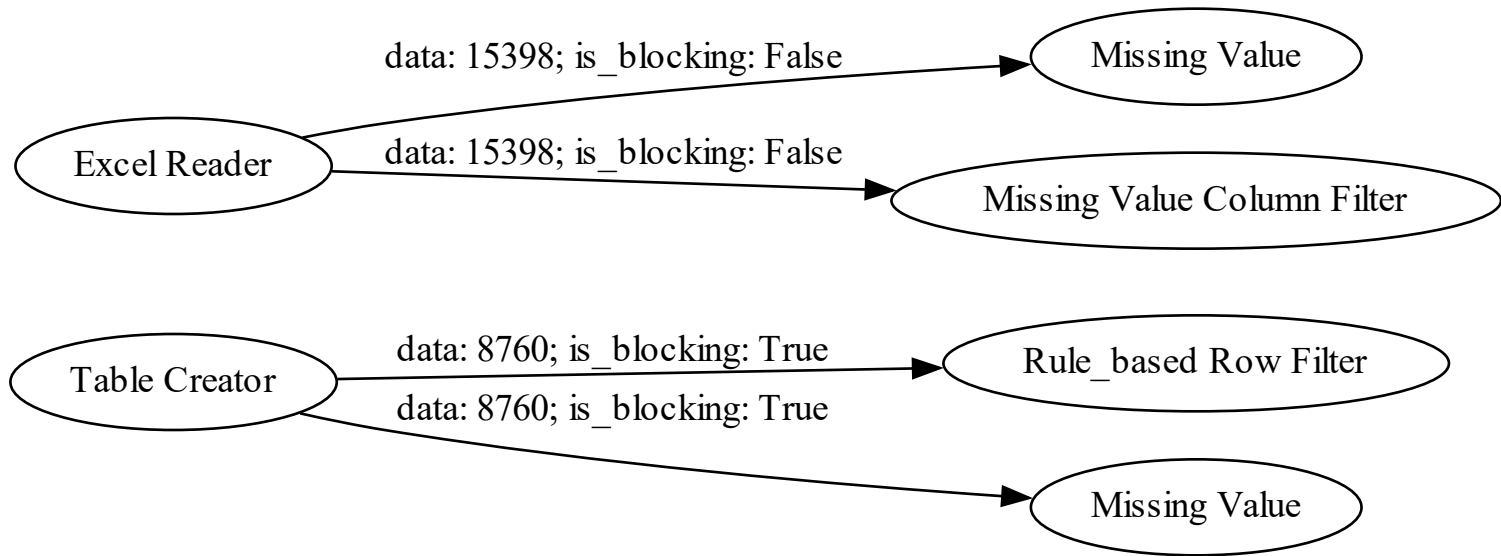 data: 15398; is_blocking: False
Missing Value
Excel Reader
data: 15398; is_blocking: False
Missing Value Column Filter
Table Creator
data: 8760; is_blocking: True
Rule_based Row Filter
data: 8760; is_blocking: True
Missing Value